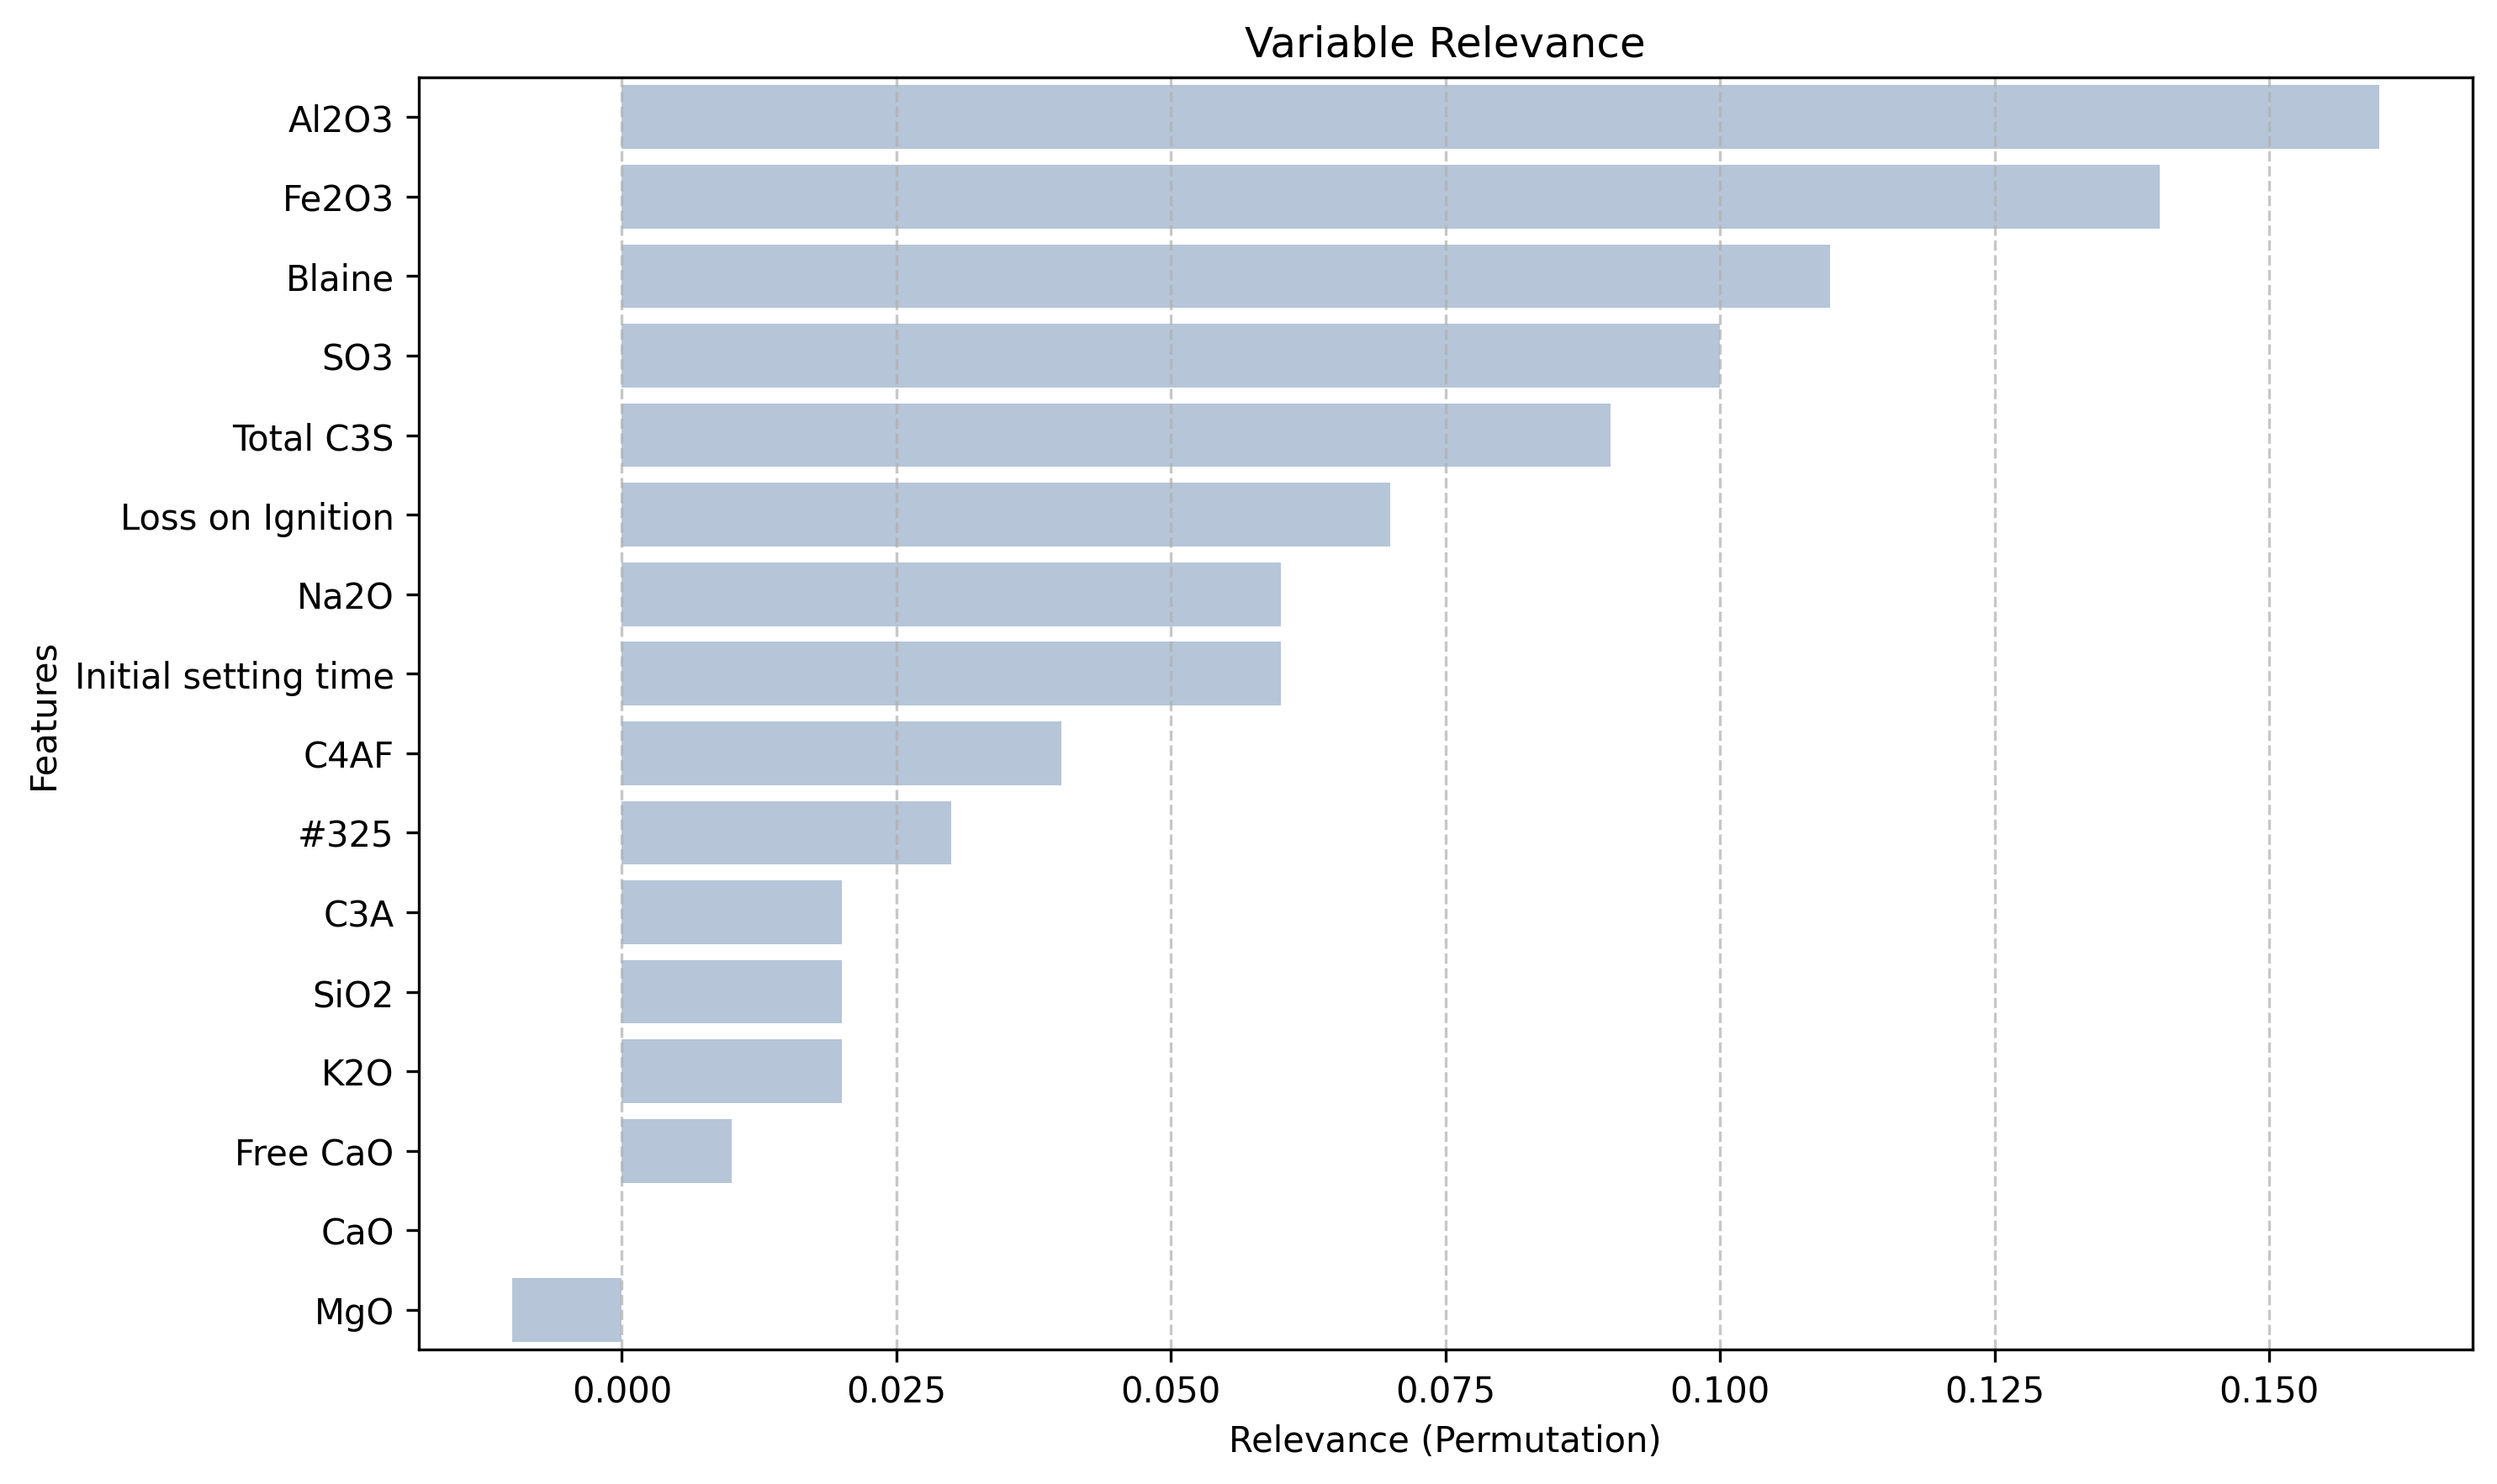 Variable Relevance
Al2O3
Fe2O3
Blaine
SO3
Total C3S
Loss on Ignition
Na2O
Initial setting time
C4AF
#325
C3A
SiO2
K2O
Free CaO
CaO
MgO
Features
0.000 0.025 0.050 0.075 0.100 0.125 0.150
Relevance (Permutation)